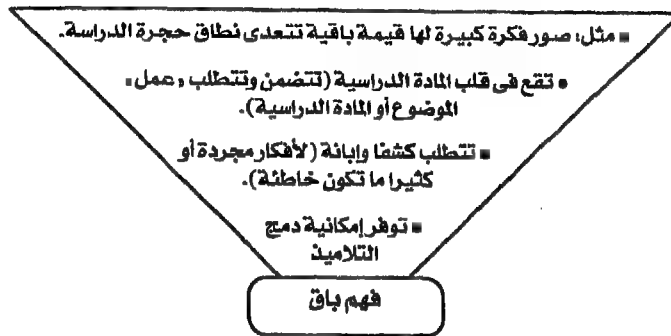 ▪ مثل: صور فكرة كبيرة لها قيمة باقية تتعدى نطاق حجرة الدراسة.
• تقع فى قلب المادة الدراسية (تتضمن وتتطلب «عمل»
الموضوع أو المادة الدراسية).
▪ تتطلب كشفا وإبانة (لأفكار مجردة أو
كثيرا ما تكون خاطئة).
▪ توفر إمكانية دمج
التلاميذ
فهم باق